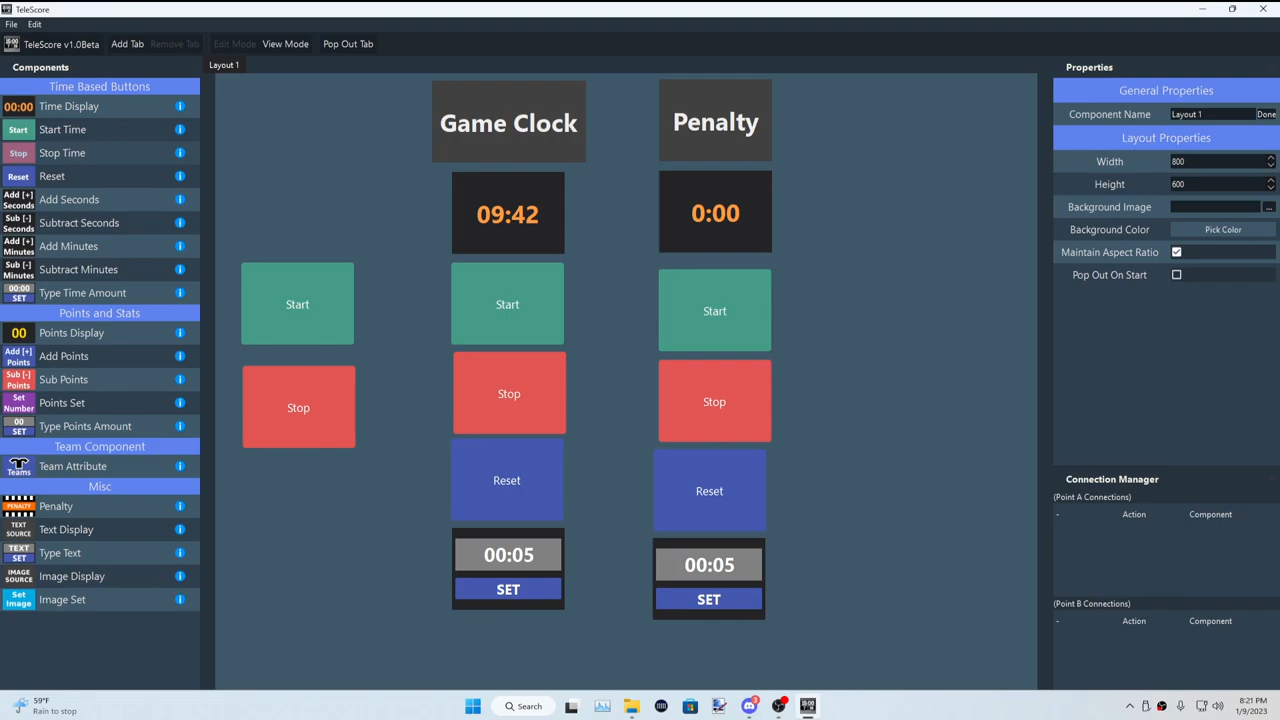 TeleScore
File Edit
TeleScore v1.0Beta Add Tab Remove Tab Edit Mode View Mode Pop Out Tab
Components
Time Based Buttons
00:00 Time Display
Start Start Time
Stop Stop Time
Reset Reset
Add [+] Seconds Add Seconds
Sub [-] Seconds Subtract Seconds
Add [+] Minutes Add Minutes
Sub [-] Minutes Subtract Minutes
00:00 SET Type Time Amount
Points and Stats
00 Points Display
Add [+] Points Add Points
Sub [-] Points Sub Points
Set Number Points Set
00 SET Type Points Amount
Team Component
Teams Team Attribute
Misc
PENALTY Penalty
TEXT SOURCE Text Display
TEXT SET Type Text
IMAGE SOURCE Image Display
Set Image Image Set
Layout 1
Game Clock Penalty
09:42 0:00
Start Start Start
Stop Stop Stop
Reset Reset
00:05 00:05
SET SET
Properties
General Properties
Component Name Layout 1 Done
Layout Properties
Width 800
Height 600
Background Image ...
Background Color Pick Color
Maintain Aspect Ratio
Pop Out On Start
Connection Manager
(Point A Connections)
- Action Component
(Point B Connections)
- Action Component
59°F
Rain to stop
Search
8:21 PM
1/9/2023